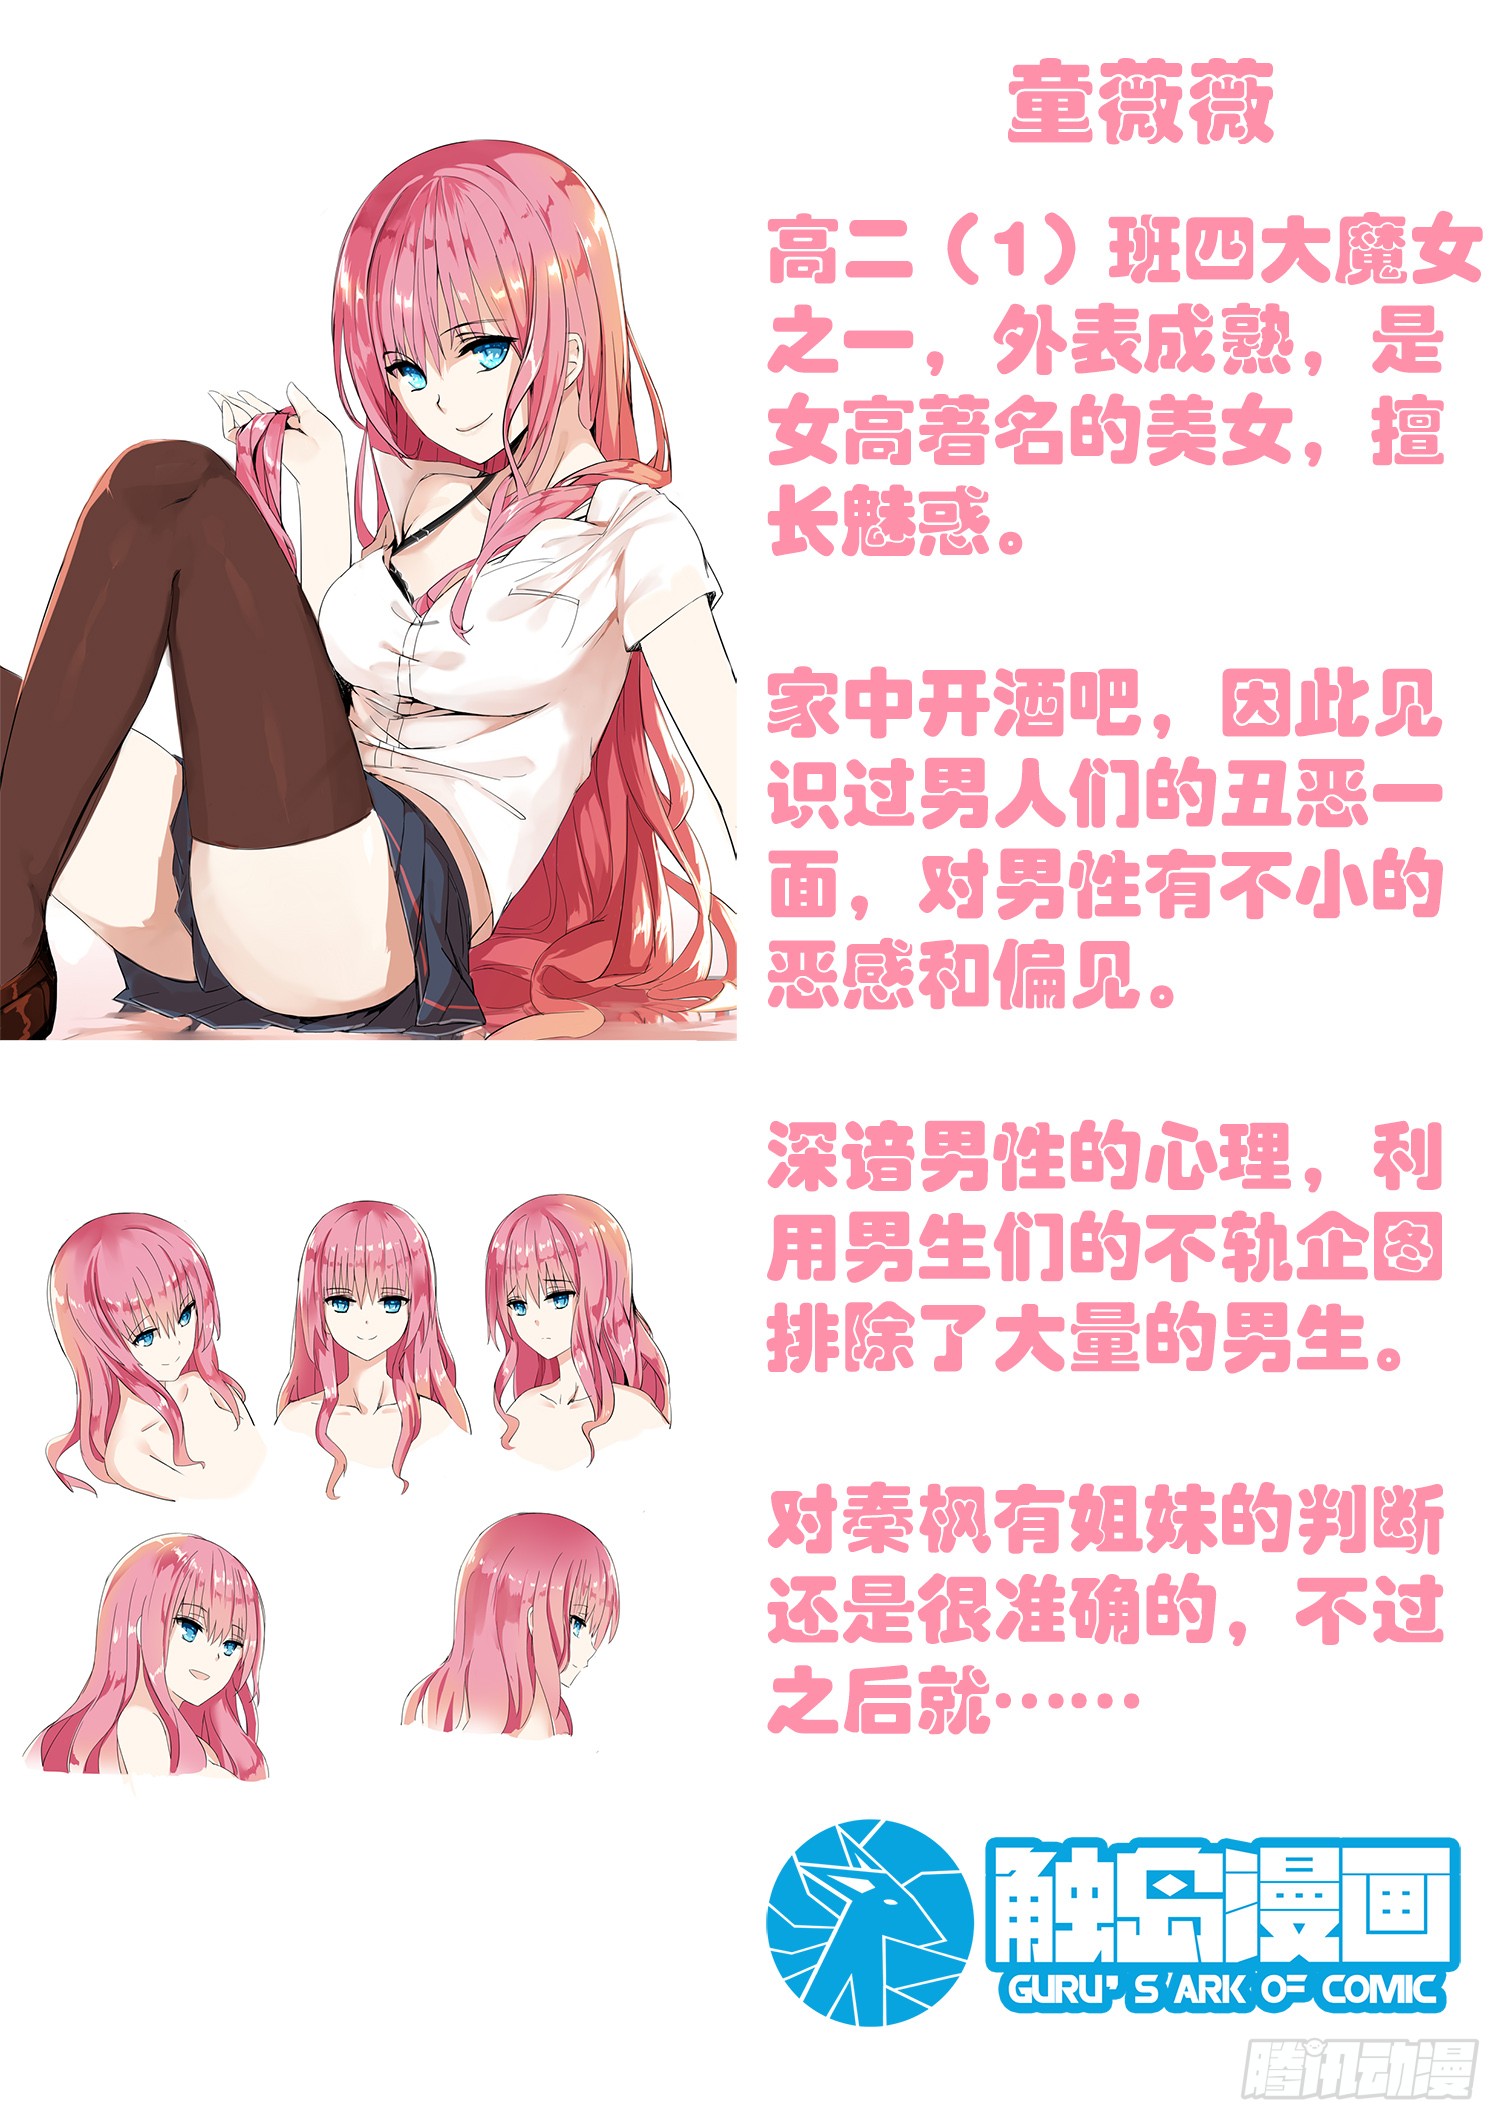 童薇薇
高二（1）班四大魔女
之一，外表成熟，是
女高著名的美女，擅
长魅惑。
家中开酒吧，因此见
识过男人们的丑恶一
面，对男性有不小的
恶感和偏见。
深谙男性的心理，利
用男生们的不轨企图
排除了大量的男生。
对秦枫有姐妹的判断
还是很准确的，不过
之后就……
触岛漫画
GURU'S ARK OF COMIC
腾讯动漫